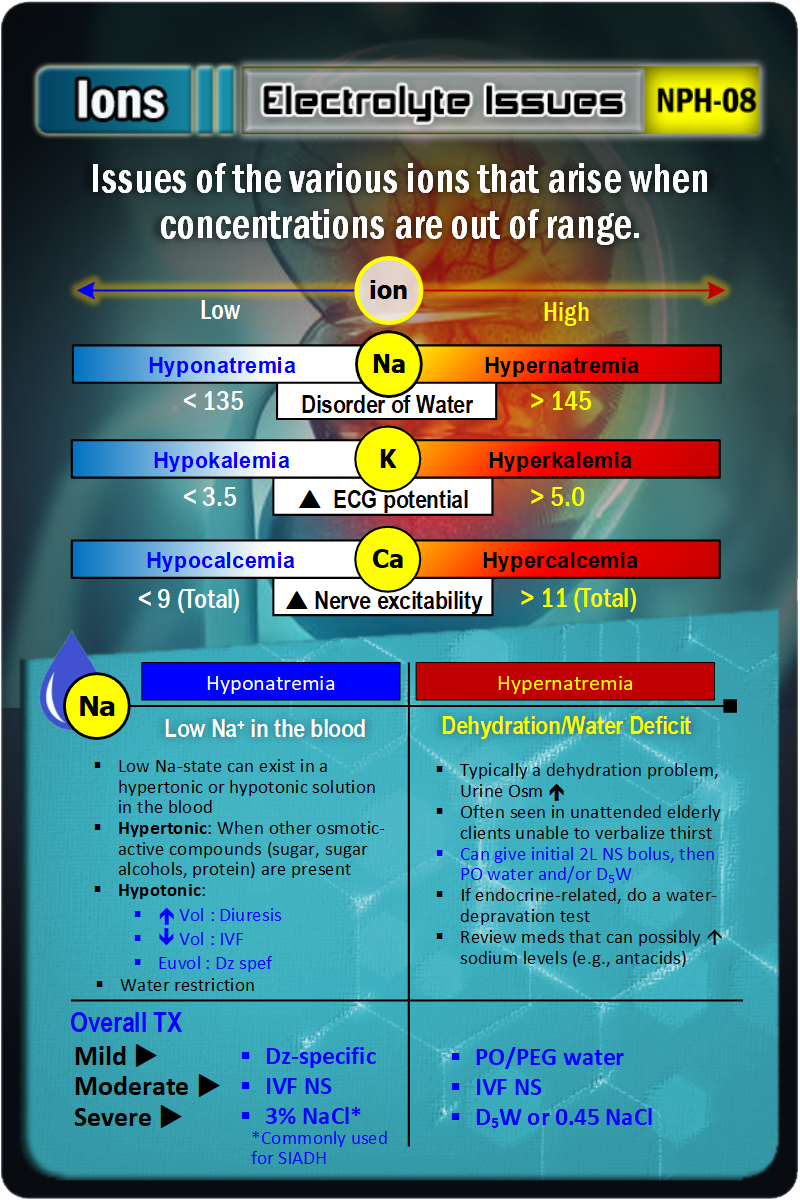 Ions
Electrolyte Issues
NPH-08
Issues of the various ions that arise when
concentrations are out of range.
ion
Low
High
Hyponatremia
Na
Hypernatremia
< 135
Disorder of Water
> 145
Hypokalemia
K
Hyperkalemia
< 3.5
▲ ECG potential
> 5.0
Hypocalcemia
Ca
Hypercalcemia
< 9 (Total)
▲ Nerve excitability
> 11 (Total)
Na
Hyponatremia
Low Na⁺ in the blood
▪ Low Na-state can exist in a
hypertonic or hypotonic solution
in the blood
▪ Hypertonic: When other osmotic-
active compounds (sugar, sugar
alcohols, protein) are present
▪ Hypotonic:
▪ 🡹 Vol : Diuresis
▪ 🡻 Vol : IVF
▪ Euvol : Dz spef
▪ Water restriction
Hypernatremia
Dehydration/Water Deficit
▪ Typically a dehydration problem,
Urine Osm 🡹
▪ Often seen in unattended elderly
clients unable to verbalize thirst
▪ Can give initial 2L NS bolus, then
PO water and/or D₅W
▪ If endocrine-related, do a water-
depravation test
▪ Review meds that can possibly 🡹
sodium levels (e.g., antacids)
Overall TX
Mild ▶ ▪ Dz-specific ▪ PO/PEG water
Moderate ▶ ▪ IVF NS ▪ IVF NS
Severe ▶ ▪ 3% NaCl* ▪ D₅W or 0.45 NaCl
*Commonly used
for SIADH